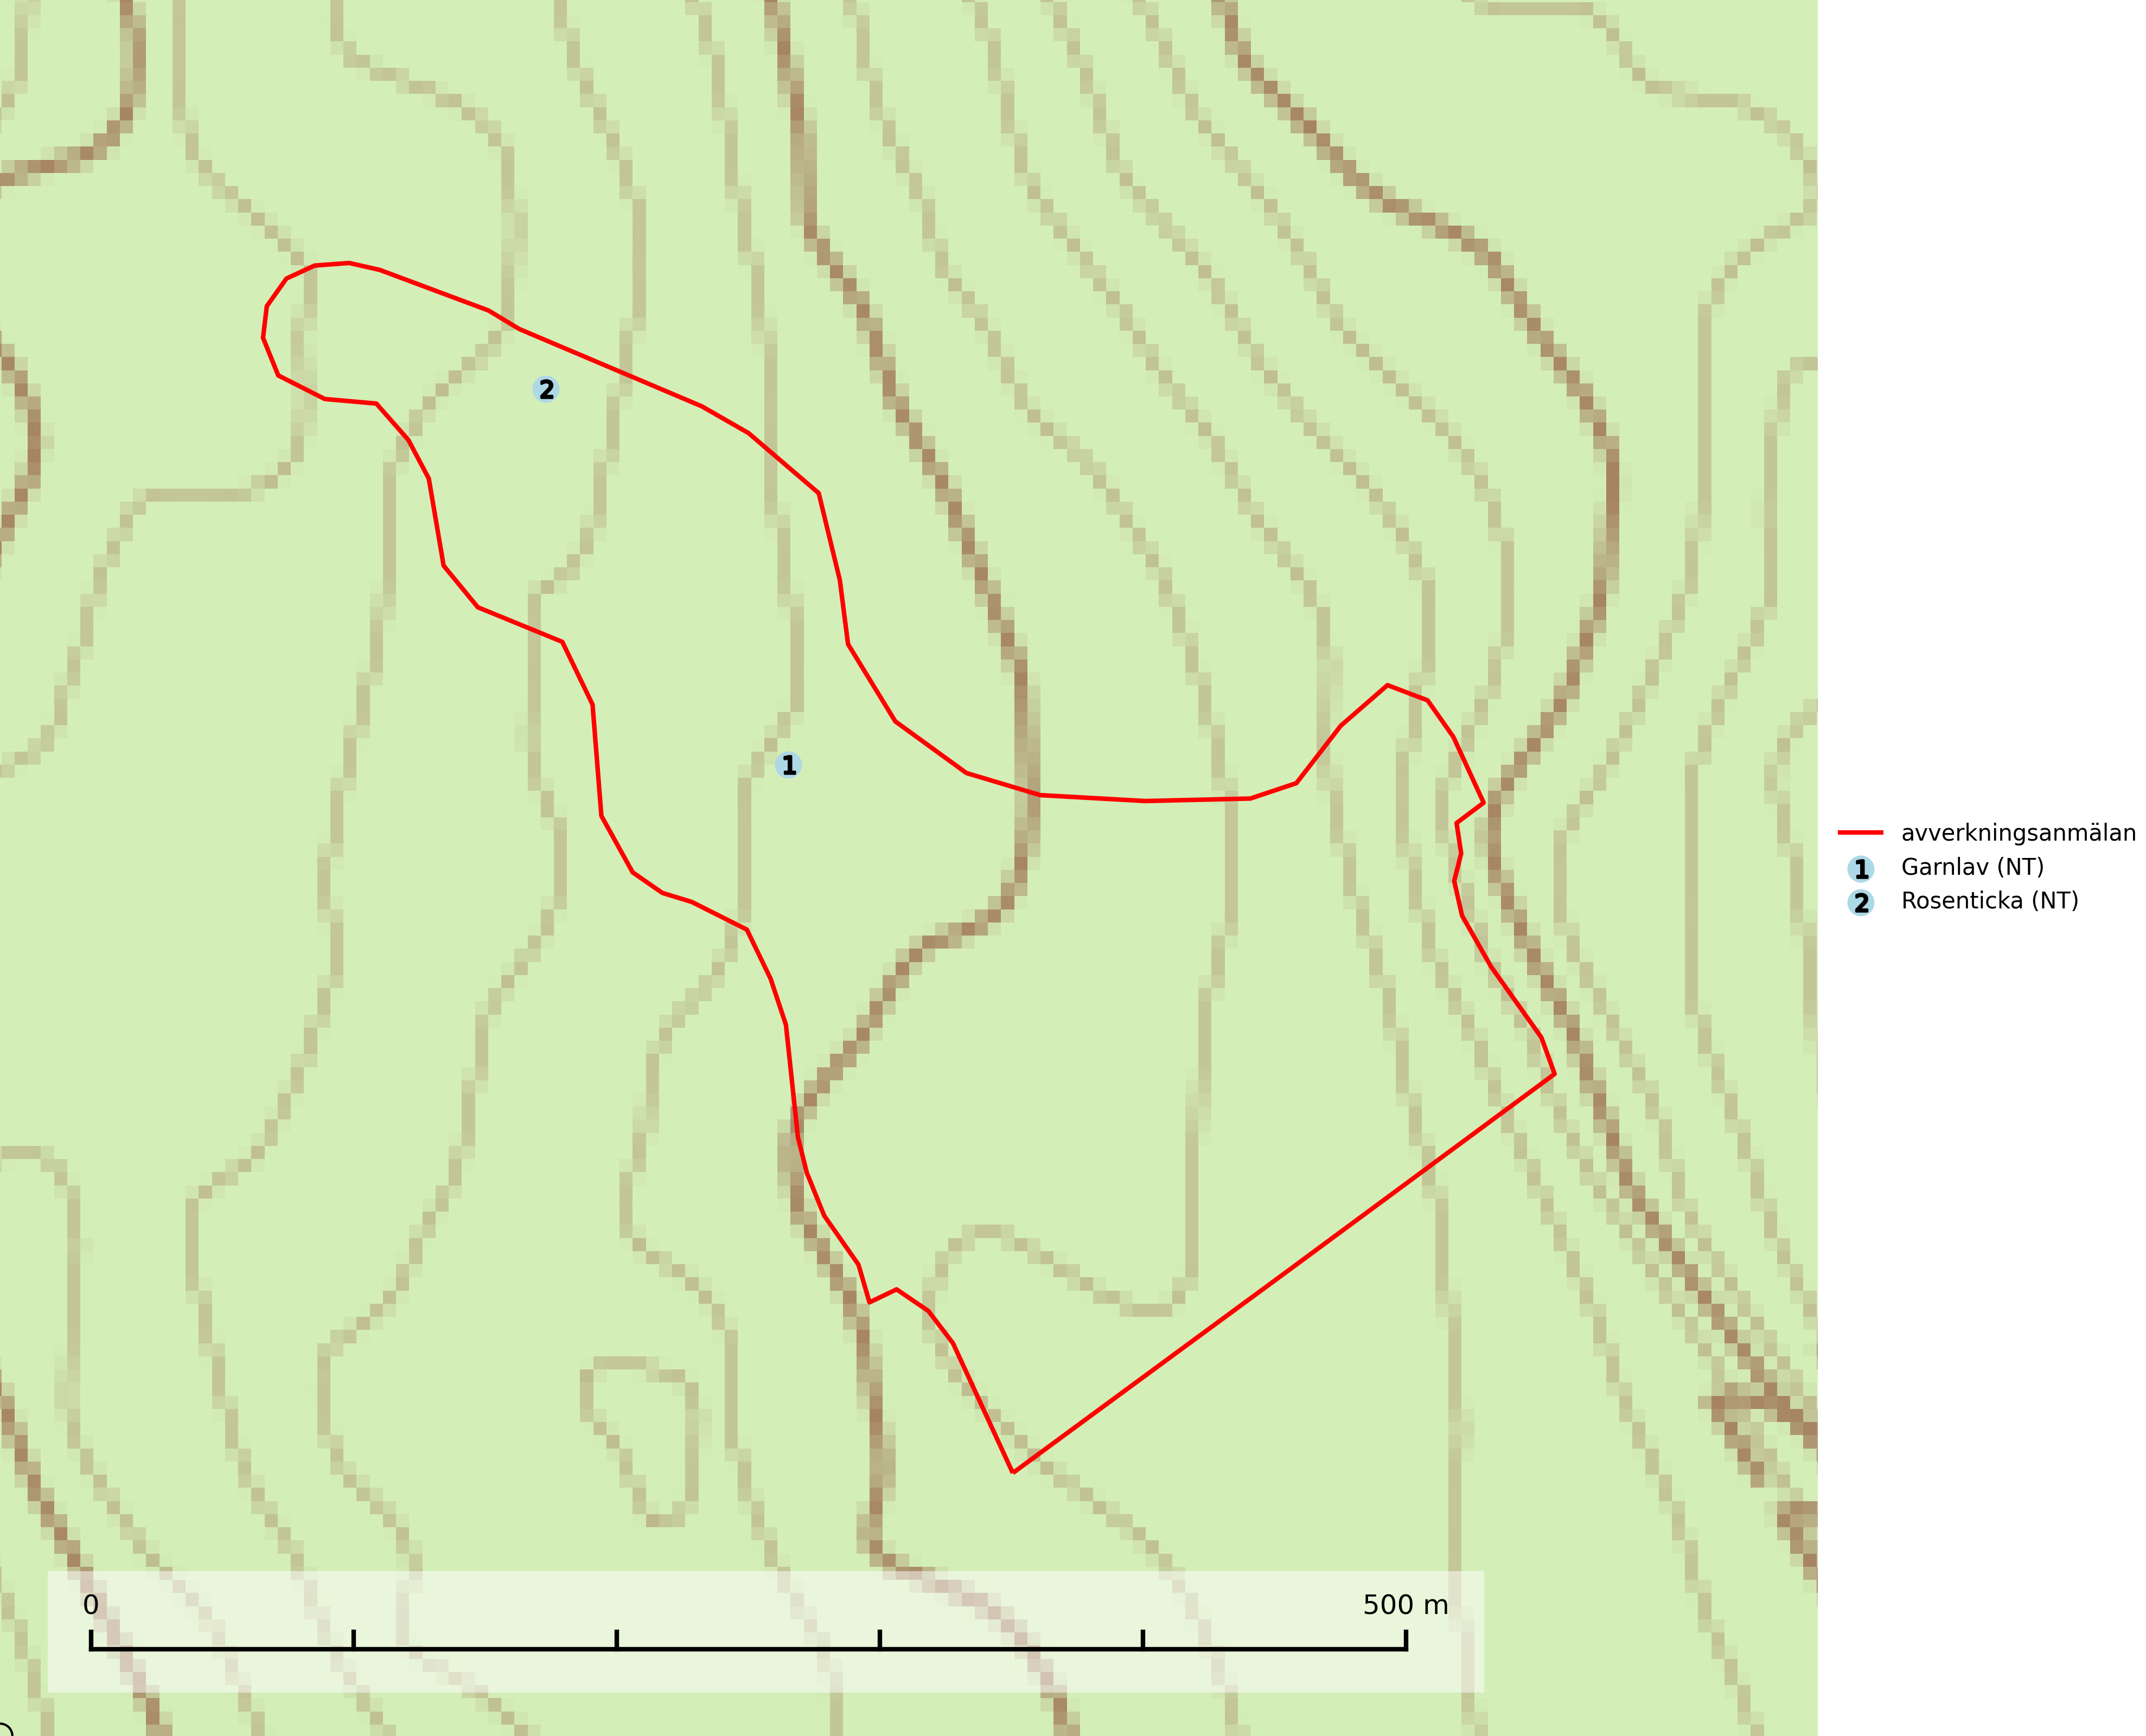 2
1
avverkningsanmälan
1 Garnlav (NT)
2 Rosenticka (NT)
0 500 m